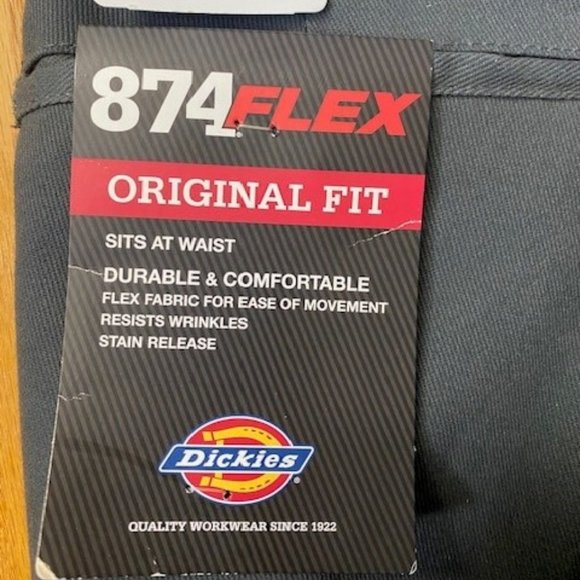 874FLEX
ORIGINAL FIT
SITS AT WAIST
DURABLE & COMFORTABLE
FLEX FABRIC FOR EASE OF MOVEMENT
RESISTS WRINKLES
STAIN RELEASE
Dickies®
QUALITY WORKWEAR SINCE 1922